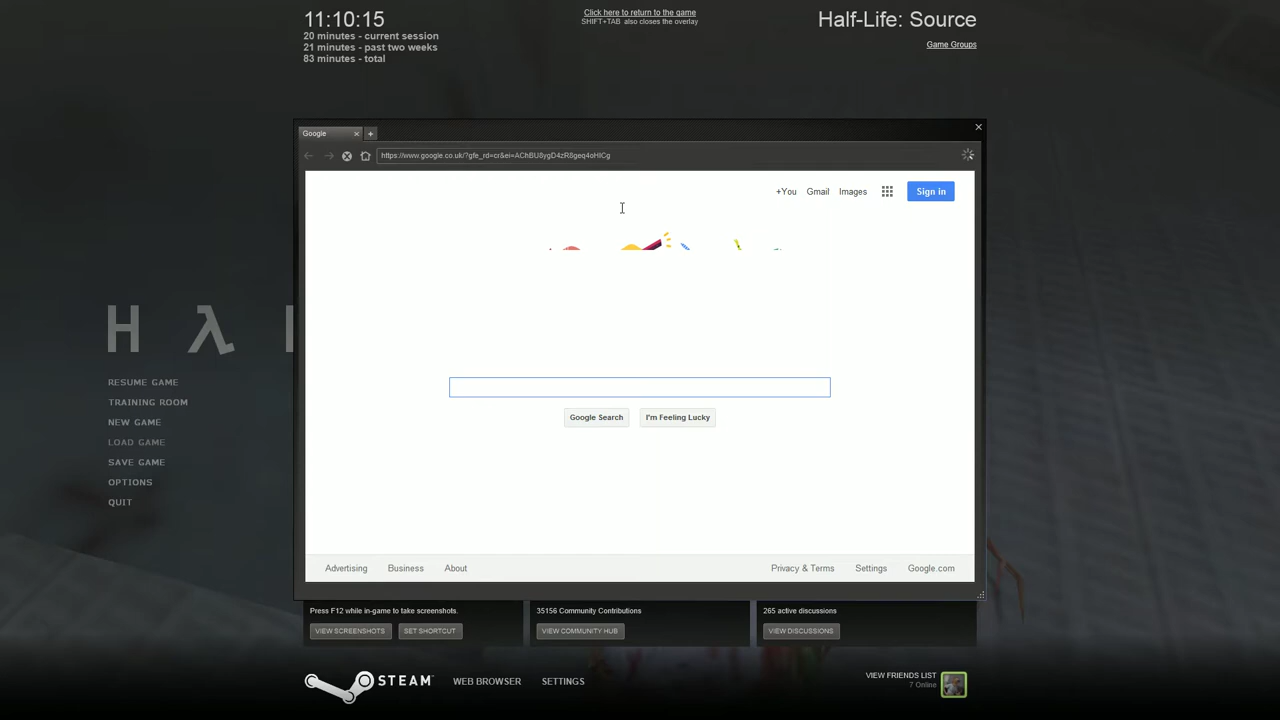 11:10:15
20 minutes - current session
21 minutes - past two weeks
83 minutes - total
Click here to return to the game
SHIFT+TAB also closes the overlay
Half-Life: Source
Game Groups
Google
https://www.google.co.uk/?gfe_rd=cr&ei=AChBU8ygD4zR8geq4oHICg
+You Gmail Images Sign in
Google Search I'm Feeling Lucky
Advertising Business About Privacy & Terms Settings Google.com
H λ
RESUME GAME
TRAINING ROOM
NEW GAME
LOAD GAME
SAVE GAME
OPTIONS
QUIT
Press F12 while in-game to take screenshots.
VIEW SCREENSHOTS SET SHORTCUT
35156 Community Contributions
VIEW COMMUNITY HUB
265 active discussions
VIEW DISCUSSIONS
STEAM WEB BROWSER SETTINGS
VIEW FRIENDS LIST
7 Online